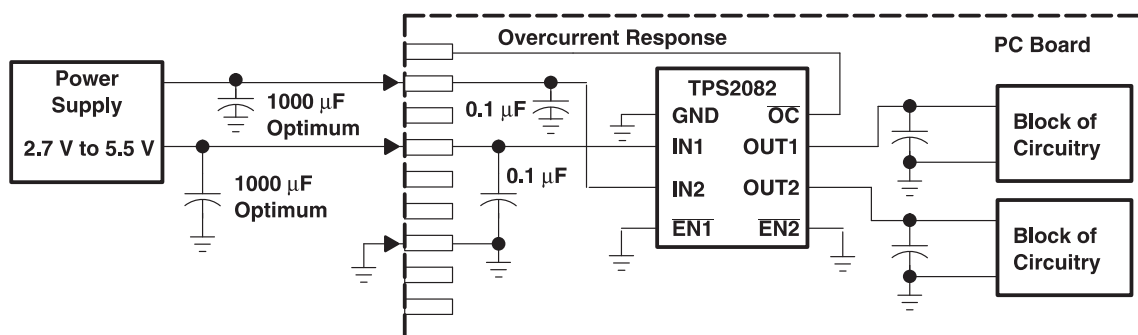 Overcurrent Response
PC Board
Power
Supply
2.7 V to 5.5 V
1000 μF
Optimum
1000 μF
Optimum
0.1 μF
0.1 μF
TPS2082
GND
OC
IN1
OUT1
IN2
OUT2
EN1
EN2
Block of
Circuitry
Block of
Circuitry